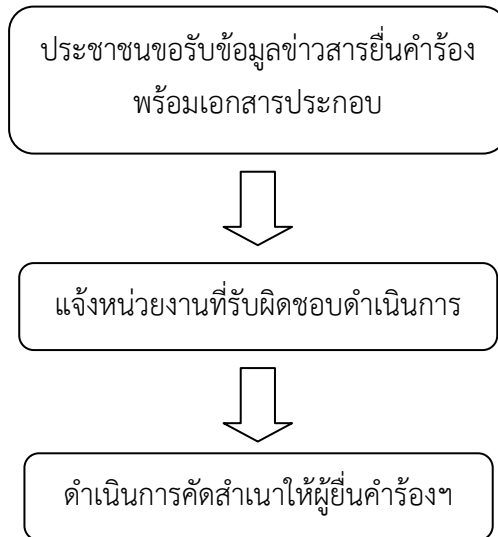 ประชาชนขอรับข้อมูลข่าวสารยื่นคำร้อง
พร้อมเอกสารประกอบ
แจ้งหน่วยงานที่รับผิดชอบดำเนินการ
ดำเนินการคัดสำเนาให้ผู้ยื่นคำร้องฯ